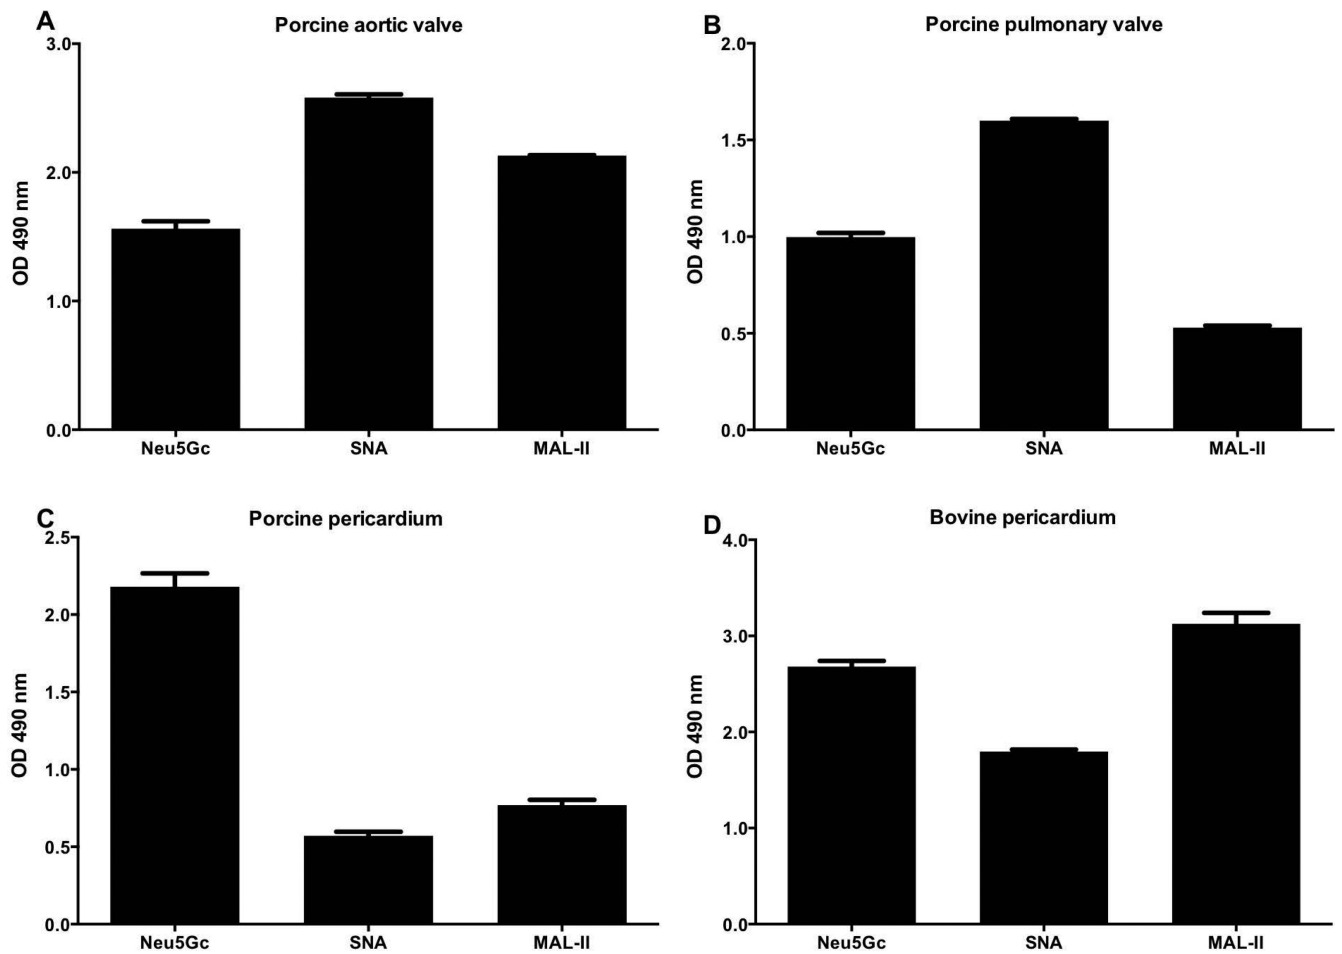 A
Porcine aortic valve
OD 490 nm
3.0
2.0
1.0
0.0
Neu5Gc SNA MAL-II
B
Porcine pulmonary valve
OD 490 nm
2.0
1.5
1.0
0.5
0.0
Neu5Gc SNA MAL-II
C
Porcine pericardium
OD 490 nm
2.5
2.0
1.5
1.0
0.5
0.0
Neu5Gc SNA MAL-II
D
Bovine pericardium
OD 490 nm
4.0
3.0
2.0
1.0
0.0
Neu5Gc SNA MAL-II